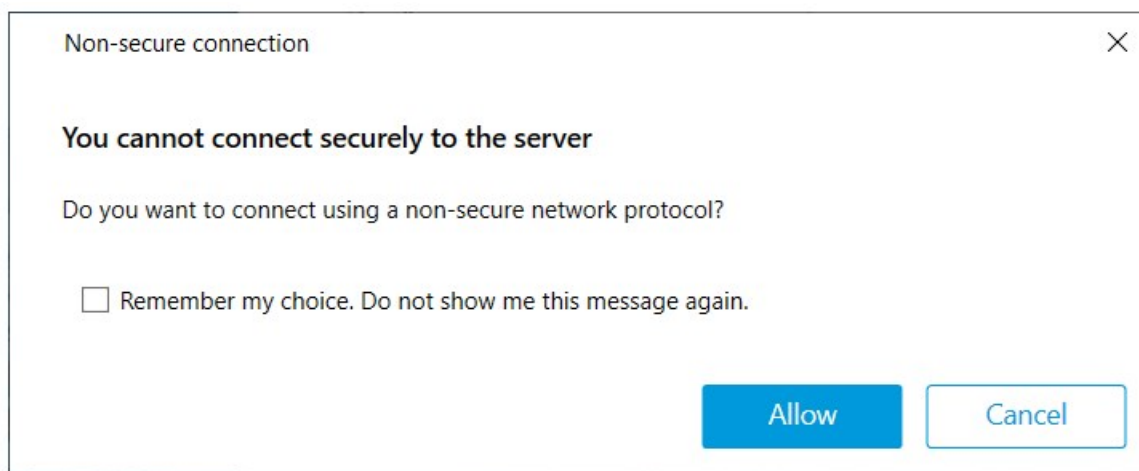 Non-secure connection
You cannot connect securely to the server
Do you want to connect using a non-secure network protocol?
Remember my choice. Do not show me this message again.
Allow
Cancel